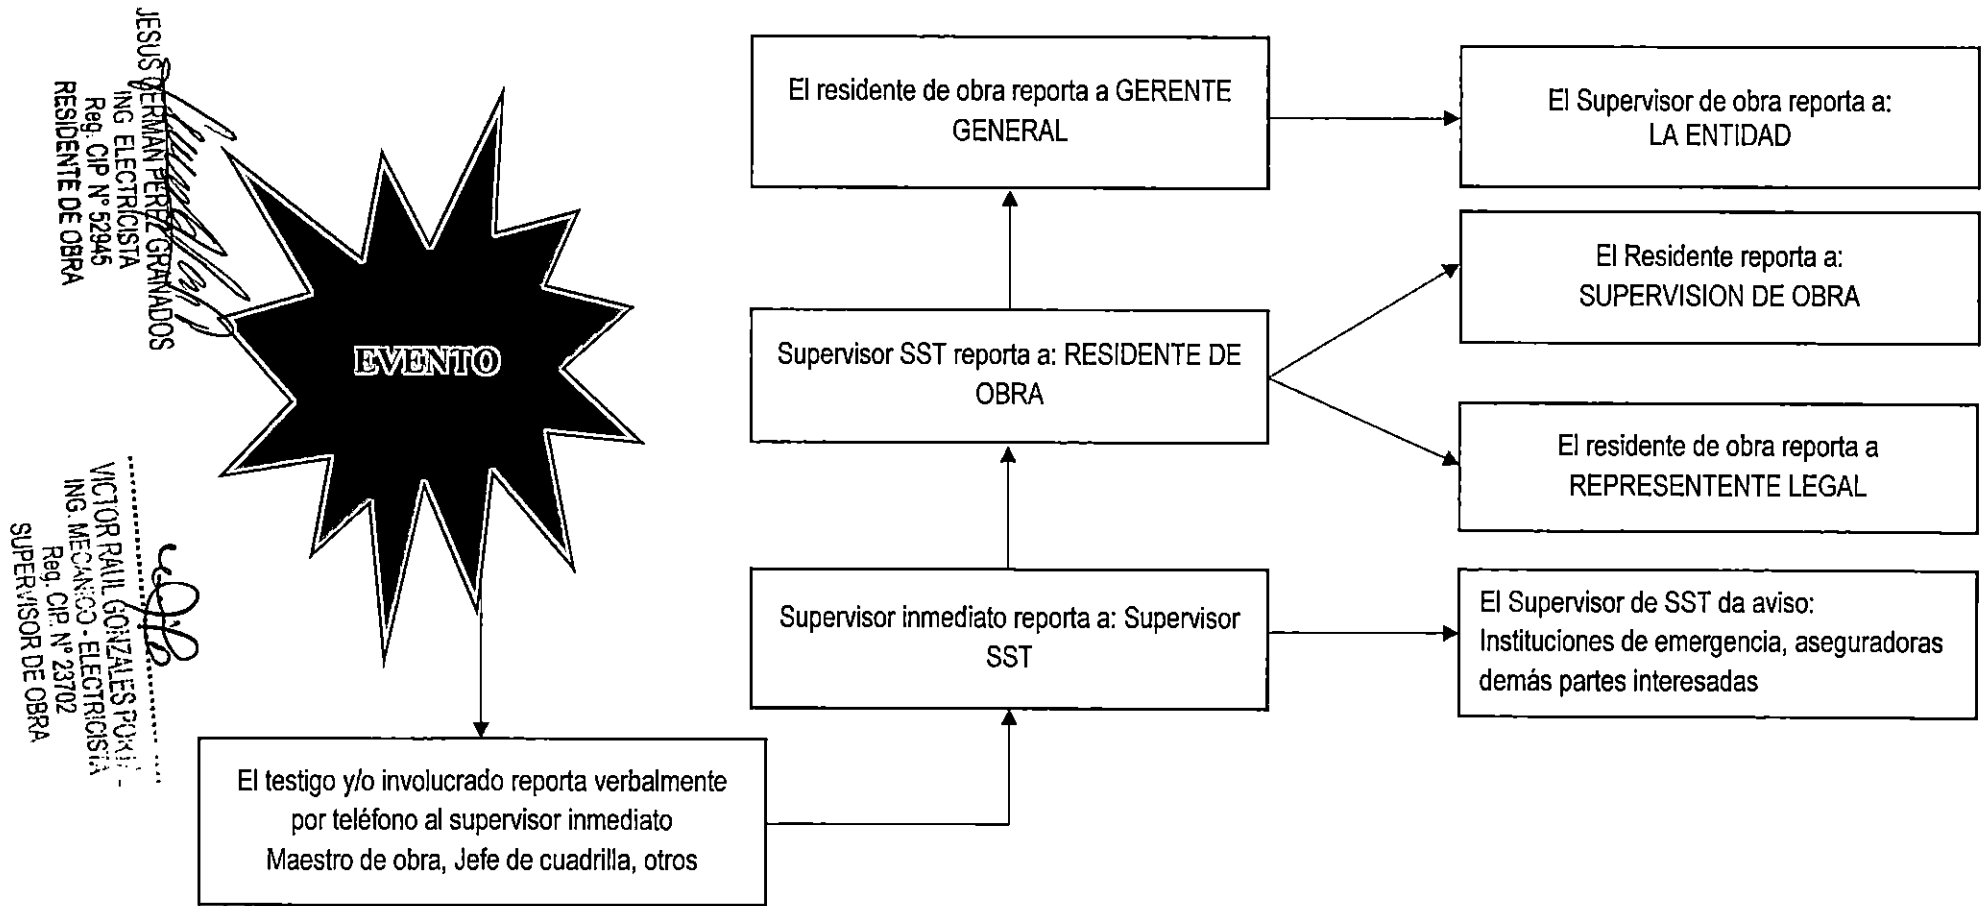 JESUS GERMAN PEREZ GRANADOS
ING ELECTRICISTA
Reg. CIP N° 52945
RESIDENTE DE OBRA
VICTOR RAUL GONZALES
ING. MECANICO - ELECTRICISTA
Reg. CIP. N° 23702
SUPERVISOR DE OBRA
EVENTO
El testigo y/o involucrado reporta verbalmente
por teléfono al supervisor inmediato
Maestro de obra, Jefe de cuadrilla, otros
El residente de obra reporta a GERENTE
GENERAL
El Supervisor de obra reporta a:
LA ENTIDAD
Supervisor SST reporta a: RESIDENTE DE
OBRA
El Residente reporta a:
SUPERVISION DE OBRA
El residente de obra reporta a
REPRESENTENTE LEGAL
Supervisor inmediato reporta a: Supervisor
SST
El Supervisor de SST da aviso:
Instituciones de emergencia, aseguradoras
demás partes interesadas